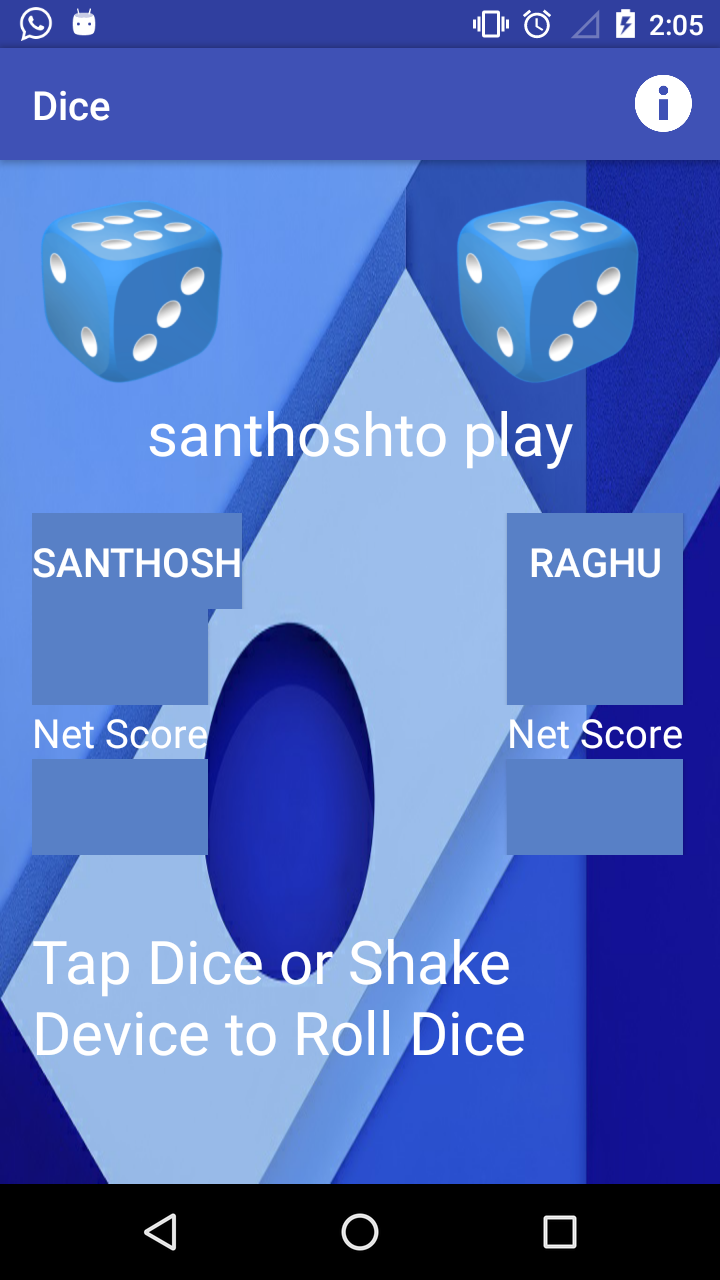 2:05
Dice
santhoshto play
SANTHOSH
RAGHU
Net Score
Net Score
Tap Dice or Shake
Device to Roll Dice